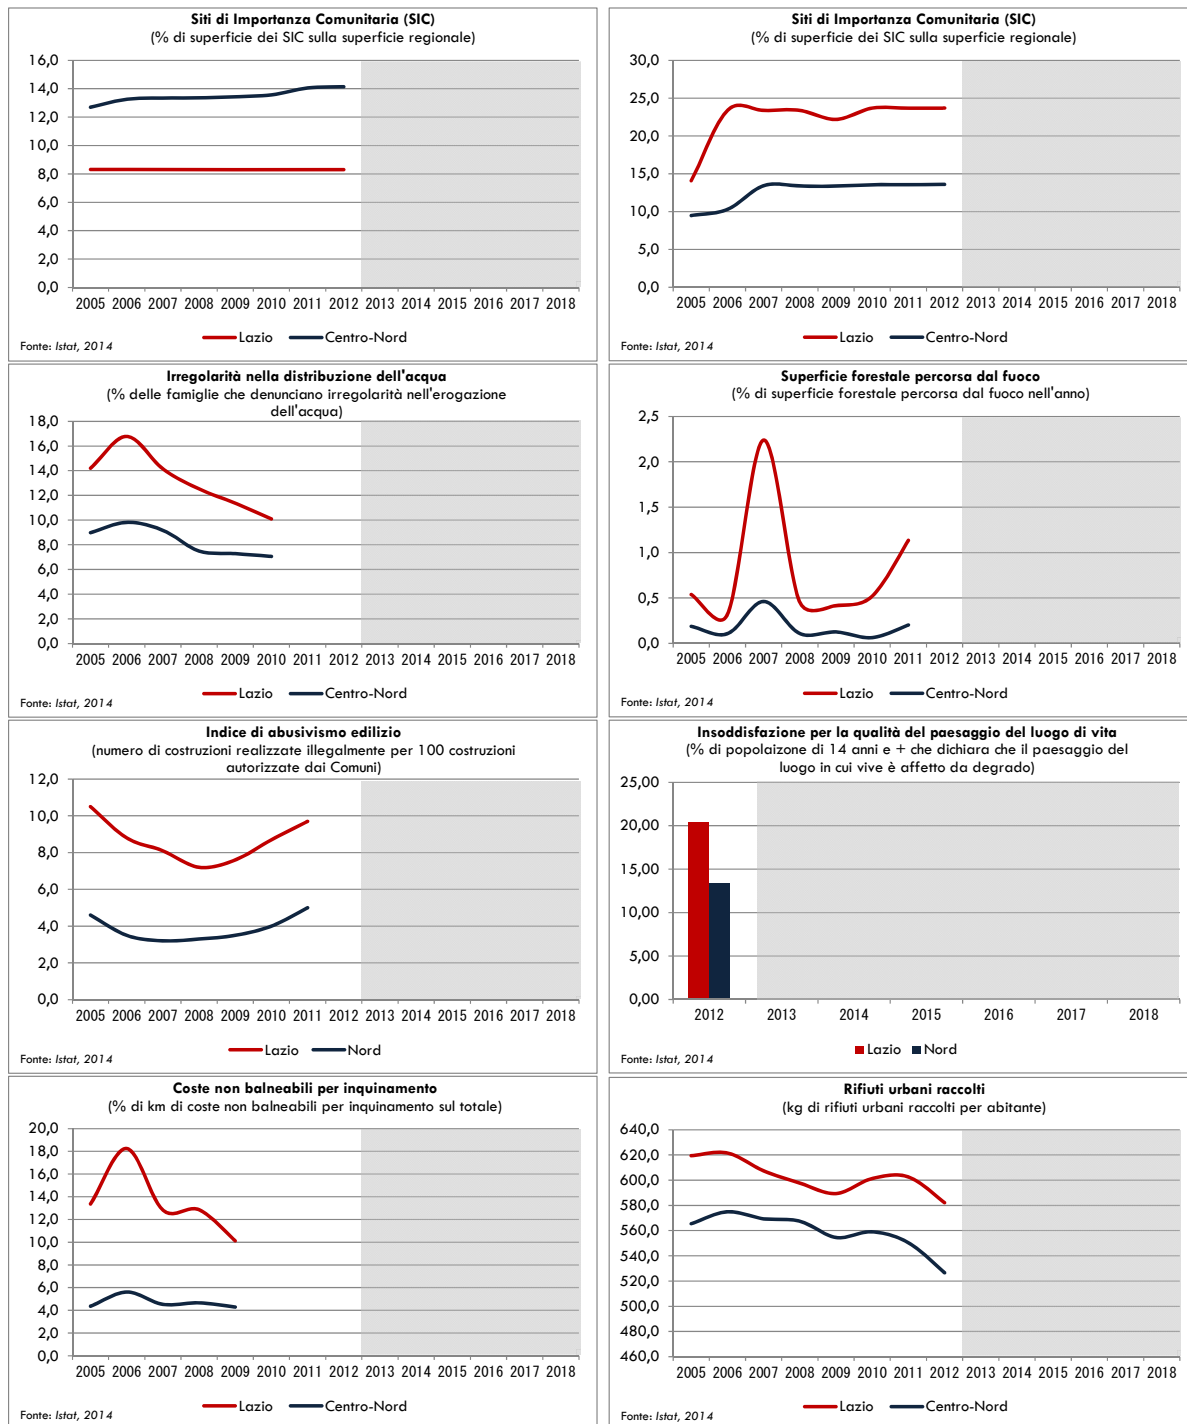 Siti di Importanza Comunitaria (SIC)
(% di superficie dei SIC sulla superficie regionale)
16,0
14,0
12,0
10,0
8,0
6,0
4,0
2,0
0,0
2005 2006 2007 2008 2009 2010 2011 2012 2013 2014 2015 2016 2017 2018
Lazio Centro-Nord
Fonte: Istat, 2014
Siti di Importanza Comunitaria (SIC)
(% di superficie dei SIC sulla superficie regionale)
30,0
25,0
20,0
15,0
10,0
5,0
0,0
2005 2006 2007 2008 2009 2010 2011 2012 2013 2014 2015 2016 2017 2018
Lazio Centro-Nord
Fonte: Istat, 2014
Irregolarità nella distribuzione dell'acqua
(% delle famiglie che denunciano irregolarità nell'erogazione
dell'acqua)
18,0
16,0
14,0
12,0
10,0
8,0
6,0
4,0
2,0
0,0
2005 2006 2007 2008 2009 2010 2011 2012 2013 2014 2015 2016 2017 2018
Lazio Centro-Nord
Fonte: Istat, 2014
Superficie forestale percorsa dal fuoco
(% di superficie forestale percorsa dal fuoco nell'anno)
2,5
2,0
1,5
1,0
0,5
0,0
2005 2006 2007 2008 2009 2010 2011 2012 2013 2014 2015 2016 2017 2018
Lazio Centro-Nord
Fonte: Istat, 2014
Indice di abusivismo edilizio
(numero di costruzioni realizzate illegalmente per 100 costruzioni
autorizzate dai Comuni)
12,0
10,0
8,0
6,0
4,0
2,0
0,0
2005 2006 2007 2008 2009 2010 2011 2012 2013 2014 2015 2016 2017 2018
Lazio Nord
Fonte: Istat, 2014
Insoddisfazione per la qualità del paesaggio del luogo di vita
(% di popolaizone di 14 anni e + che dichiara che il paesaggio del
luogo in cui vive è affetto da degrado)
25,00
20,00
15,00
10,00
5,00
0,00
2012 2013 2014 2015 2016 2017 2018
Lazio Nord
Fonte: Istat, 2014
Coste non balneabili per inquinamento
(% di km di coste non balneabili per inquinamento sul totale)
20,0
18,0
16,0
14,0
12,0
10,0
8,0
6,0
4,0
2,0
0,0
2005 2006 2007 2008 2009 2010 2011 2012 2013 2014 2015 2016 2017 2018
Lazio Centro-Nord
Fonte: Istat, 2014
Rifiuti urbani raccolti
(kg di rifiuti urbani raccolti per abitante)
640,0
620,0
600,0
580,0
560,0
540,0
520,0
500,0
480,0
460,0
2005 2006 2007 2008 2009 2010 2011 2012 2013 2014 2015 2016 2017 2018
Lazio Centro-Nord
Fonte: Istat, 2014